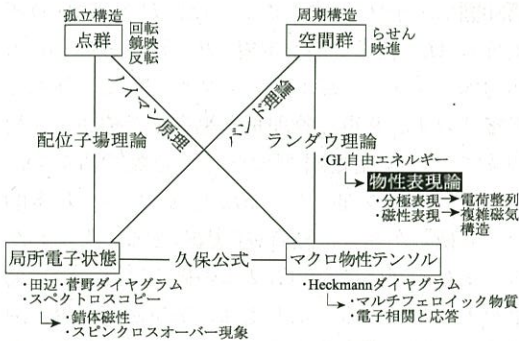 孤立構造
点群
回転
鏡映
反転
周期構造
空間群
らせん
映進
ノイマン原理
バンド理論
配位子場理論
ランダウ理論
・GL自由エネルギー
物性表現論
・分極表現→電荷整列
・磁性表現→複雑磁気
構造
局所電子状態
久保公式
マクロ物性テンソル
・田辺・菅野ダイヤグラム
・スペクトロスコピー
・錯体磁性
・スピンクロスオーバー現象
・Heckmannダイヤグラム
・マルチフェロイック物質
・電子相関と応答